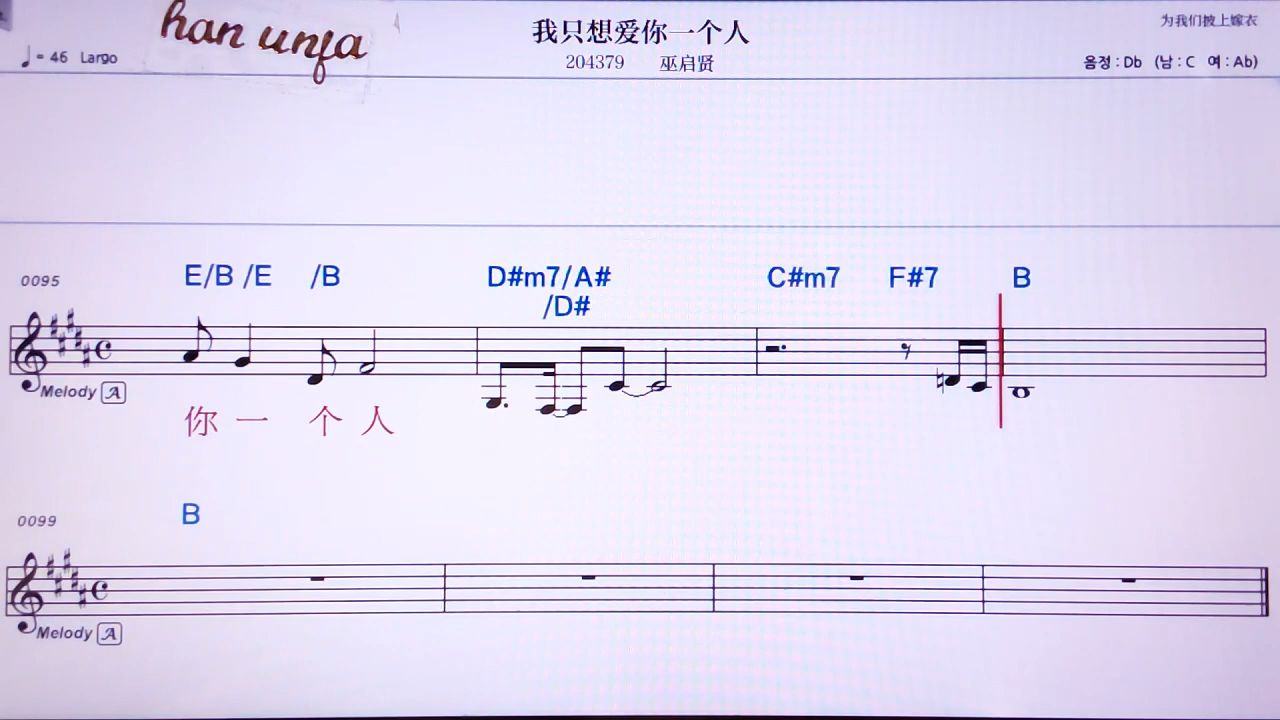 han unja
我只想爱你一个人
为我们披上嫁衣
♩= 46 Largo
204379 巫启贤
음정 : Db (남 : C 여 : Ab)
0095
E/B /E /B D#m7/A# C#m7 F#7 B
/D#
Melody A
你一个人
0099
B
Melody A